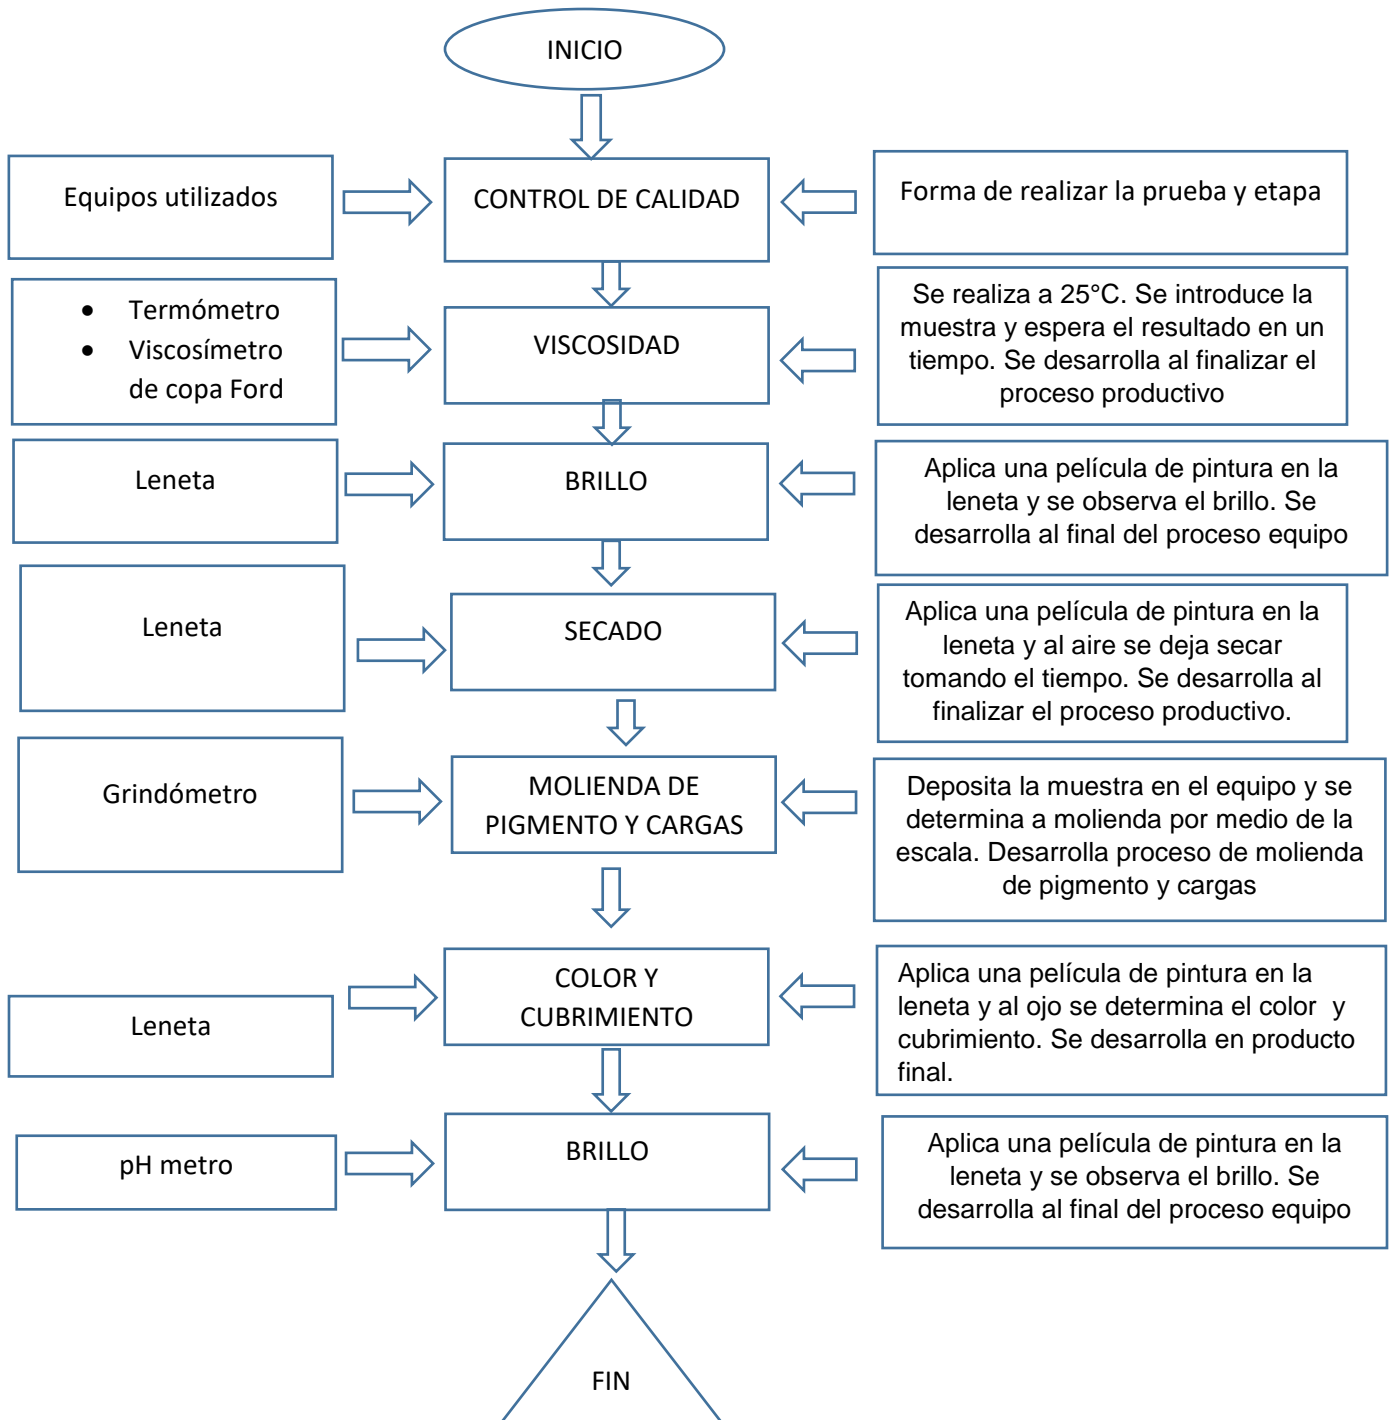 INICIO
Equipos utilizados
CONTROL DE CALIDAD
Forma de realizar la prueba y etapa
• Termómetro
• Viscosímetro
de copa Ford
VISCOSIDAD
Se realiza a 25°C. Se introduce la
muestra y espera el resultado en un
tiempo. Se desarrolla al finalizar el
proceso productivo
Leneta
BRILLO
Aplica una película de pintura en la
leneta y se observa el brillo. Se
desarrolla al final del proceso equipo
Leneta
SECADO
Aplica una película de pintura en la
leneta y al aire se deja secar
tomando el tiempo. Se desarrolla al
finalizar el proceso productivo.
Grindómetro
MOLIENDA DE
PIGMENTO Y CARGAS
Deposita la muestra en el equipo y se
determina a molienda por medio de la
escala. Desarrolla proceso de molienda
de pigmento y cargas
Leneta
COLOR Y
CUBRIMIENTO
Aplica una película de pintura en la
leneta y al ojo se determina el color y
cubrimiento. Se desarrolla en producto
final.
pH metro
BRILLO
Aplica una película de pintura en la
leneta y se observa el brillo. Se
desarrolla al final del proceso equipo
FIN